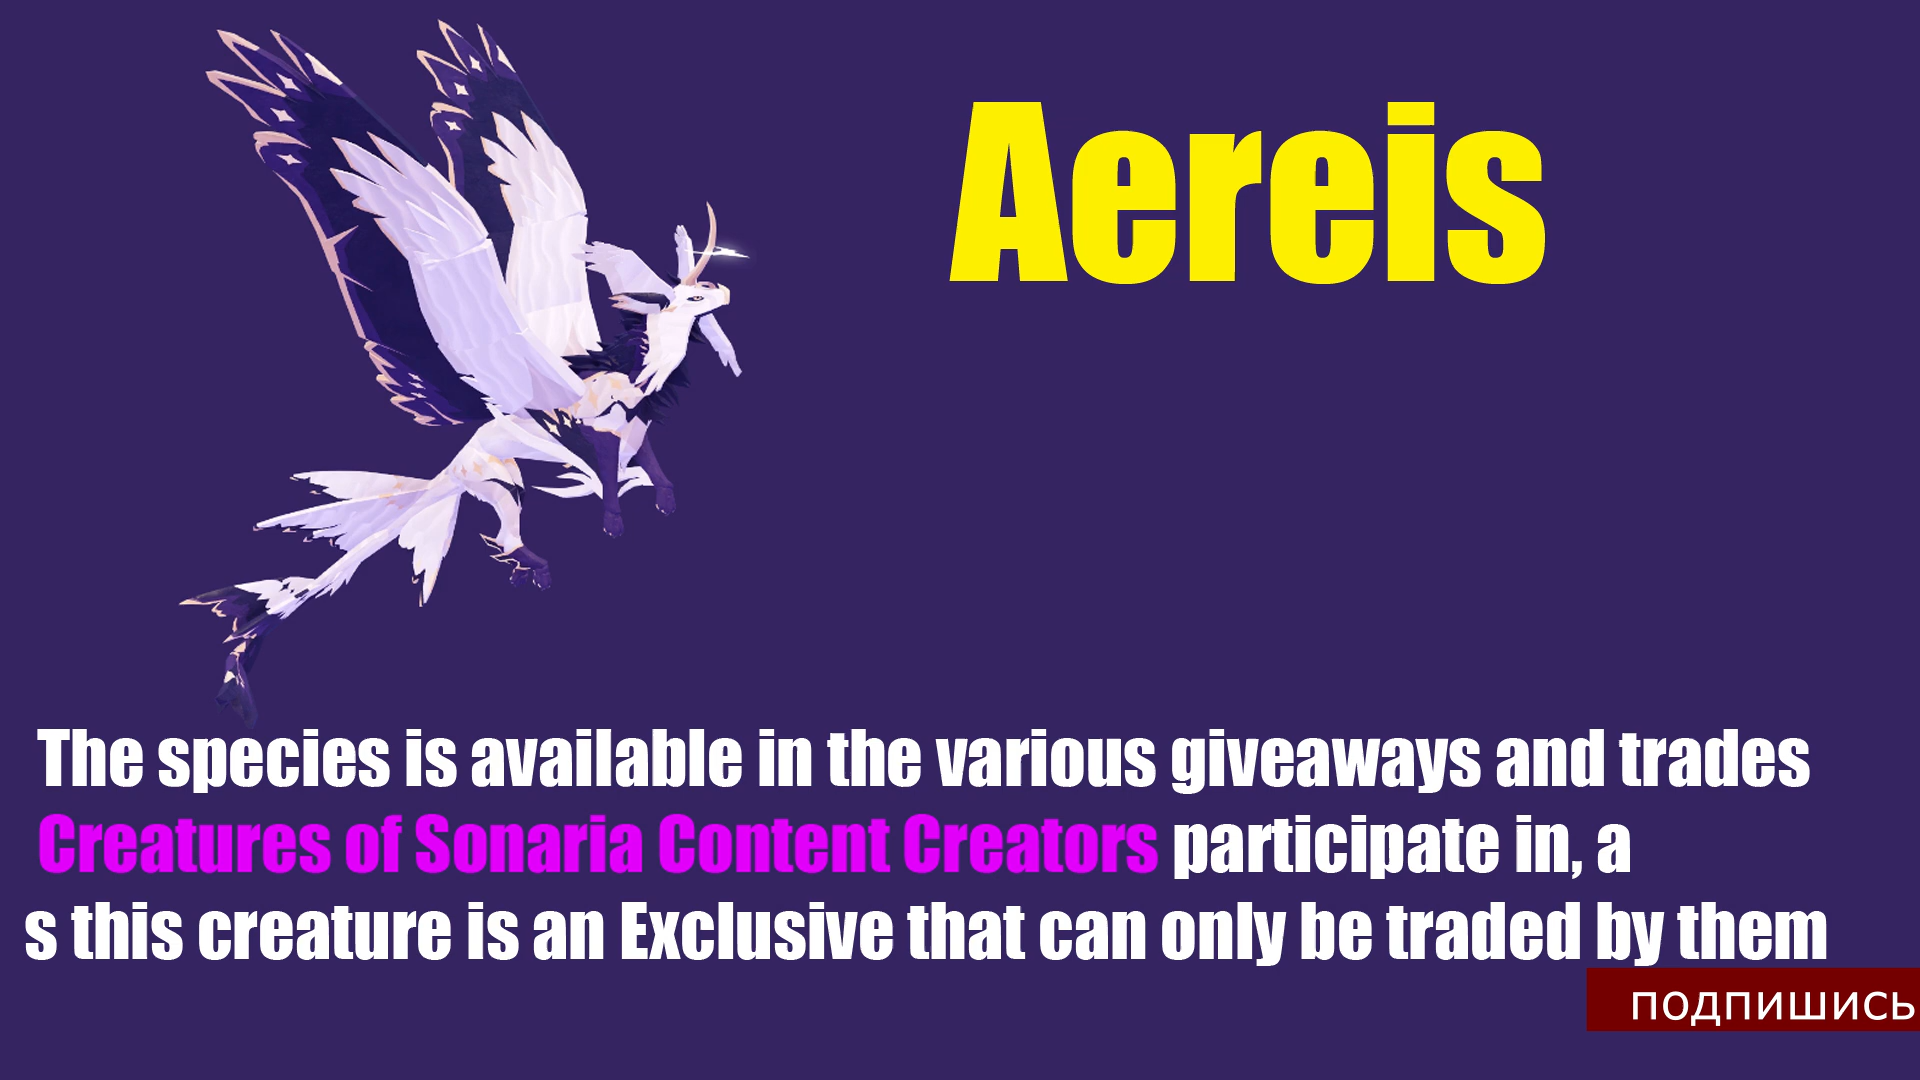 Aereis
The species is available in the various giveaways and trades
Creatures of Sonaria Content Creators participate in, a
s this creature is an Exclusive that can only be traded by them
подпишись